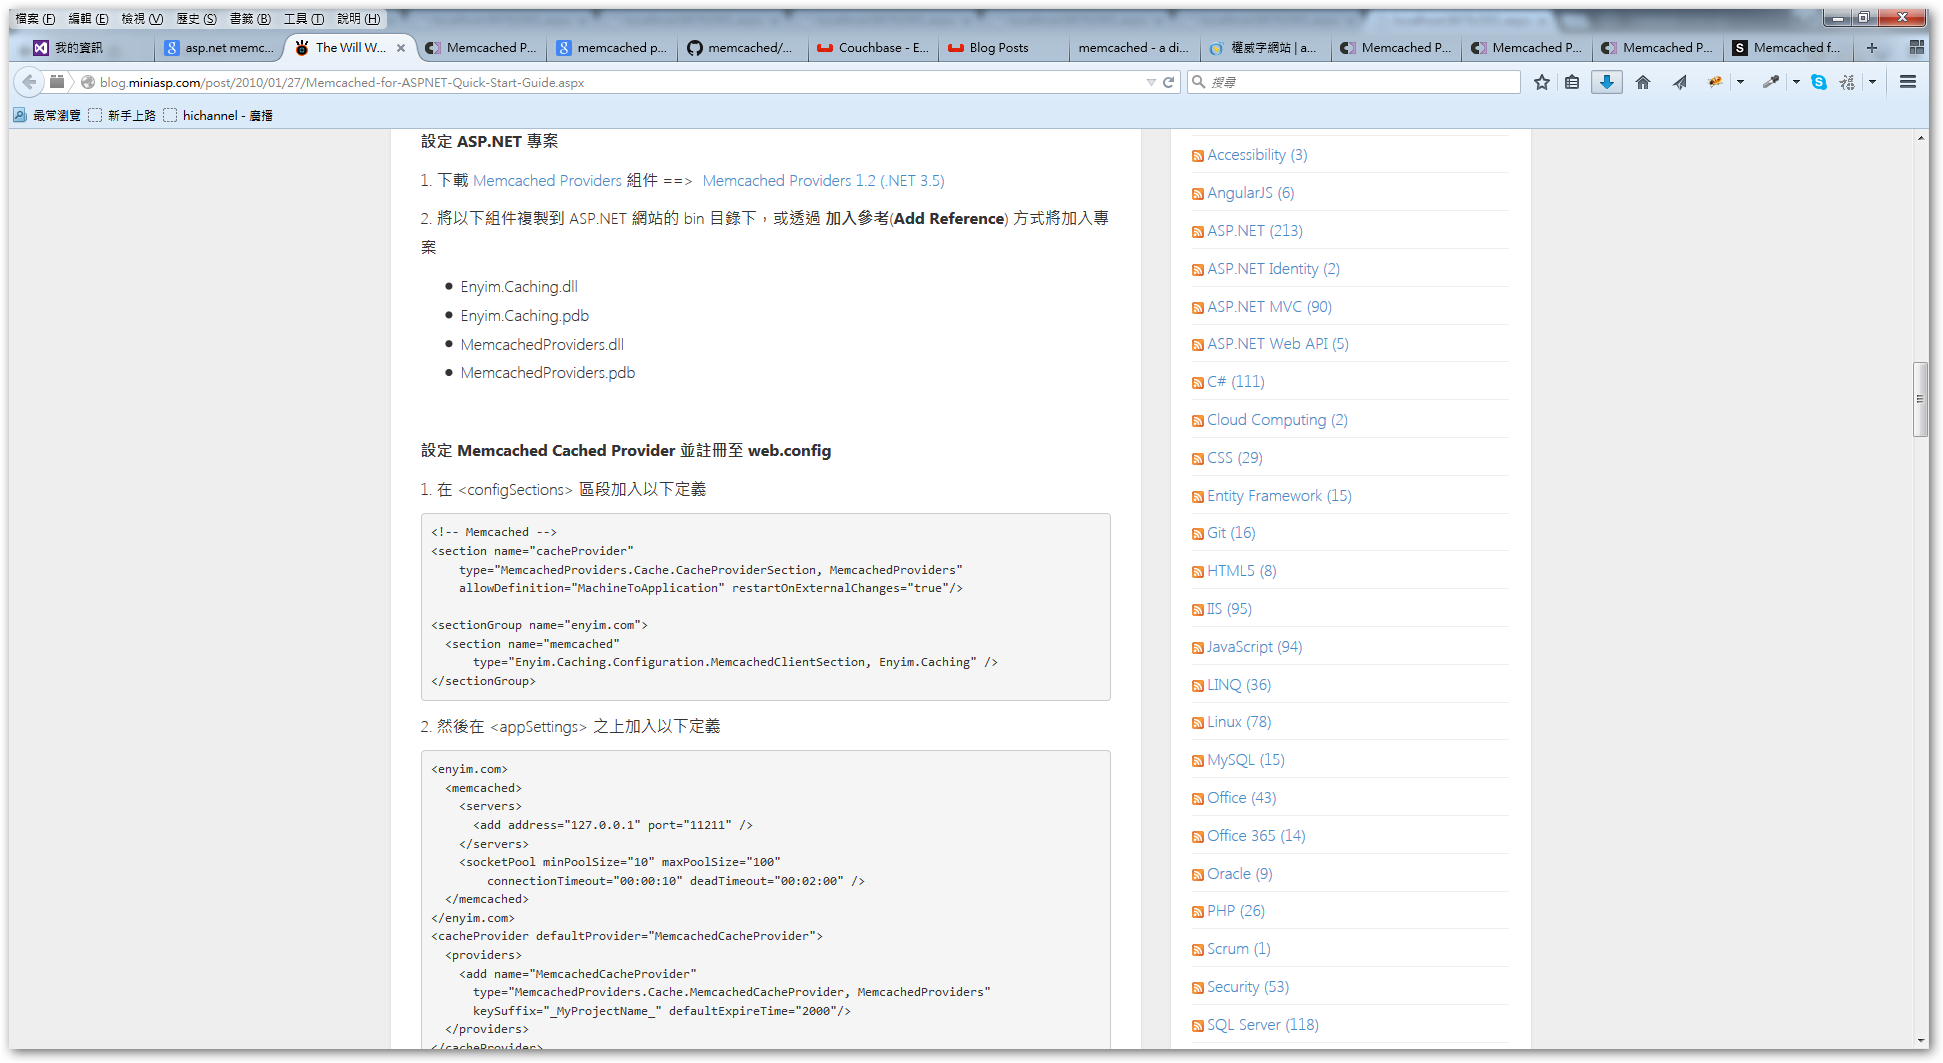 檔案 (F) 編輯 (E) 檢視 (V) 歷史 (S) 書籤 (B) 工具 (T) 說明 (H)
我的資訊 asp.net memc... The Will W... Memcached P... memcached p... memcached/... Couchbase - E... Blog Posts memcached - a di... 權威字網站 | a... Memcached P... Memcached P... Memcached P... Memcached f...
blog.miniasp.com/post/2010/01/27/Memcached-for-ASPNET-Quick-Start-Guide.aspx 搜尋
最常瀏覽 新手上路 hichannel - 廣播
設定 ASP.NET 專案
1. 下載 Memcached Providers 組件 ==> Memcached Providers 1.2 (.NET 3.5)
2. 將以下組件複製到 ASP.NET 網站的 bin 目錄下，或透過 加入參考(Add Reference) 方式將加入專
案
Enyim.Caching.dll
Enyim.Caching.pdb
MemcachedProviders.dll
MemcachedProviders.pdb
設定 Memcached Cached Provider 並註冊至 web.config
1. 在 <configSections> 區段加入以下定義
<!-- Memcached -->
<section name="cacheProvider"
type="MemcachedProviders.Cache.CacheProviderSection, MemcachedProviders"
allowDefinition="MachineToApplication" restartOnExternalChanges="true"/>
<sectionGroup name="enyim.com">
<section name="memcached"
type="Enyim.Caching.Configuration.MemcachedClientSection, Enyim.Caching" />
</sectionGroup>
2. 然後在 <appSettings> 之上加入以下定義
<enyim.com>
<memcached>
<servers>
<add address="127.0.0.1" port="11211" />
</servers>
<socketPool minPoolSize="10" maxPoolSize="100"
connectionTimeout="00:00:10" deadTimeout="00:02:00" />
</memcached>
</enyim.com>
<cacheProvider defaultProvider="MemcachedCacheProvider">
<providers>
<add name="MemcachedCacheProvider"
type="MemcachedProviders.Cache.MemcachedCacheProvider, MemcachedProviders"
keySuffix="_MyProjectName_" defaultExpireTime="2000"/>
</providers>
</cacheProvider>
Accessibility (3)
AngularJS (6)
ASP.NET (213)
ASP.NET Identity (2)
ASP.NET MVC (90)
ASP.NET Web API (5)
C# (111)
Cloud Computing (2)
CSS (29)
Entity Framework (15)
Git (16)
HTML5 (8)
IIS (95)
JavaScript (94)
LINQ (36)
Linux (78)
MySQL (15)
Office (43)
Office 365 (14)
Oracle (9)
PHP (26)
Scrum (1)
Security (53)
SQL Server (118)